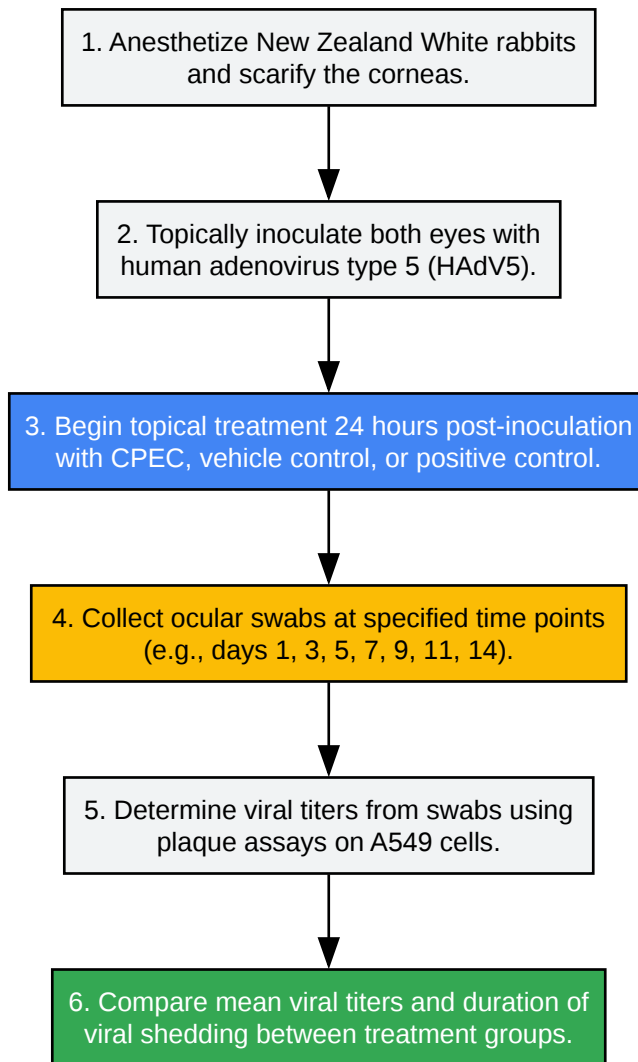 1. Anesthetize New Zealand White rabbits
and scarify the corneas.
2. Topically inoculate both eyes with
human adenovirus type 5 (HAdV5).
3. Begin topical treatment 24 hours post-inoculation
with CPEC, vehicle control, or positive control.
4. Collect ocular swabs at specified time points
(e.g., days 1, 3, 5, 7, 9, 11, 14).
5. Determine viral titers from swabs using
plaque assays on A549 cells.
6. Compare mean viral titers and duration of
viral shedding between treatment groups.